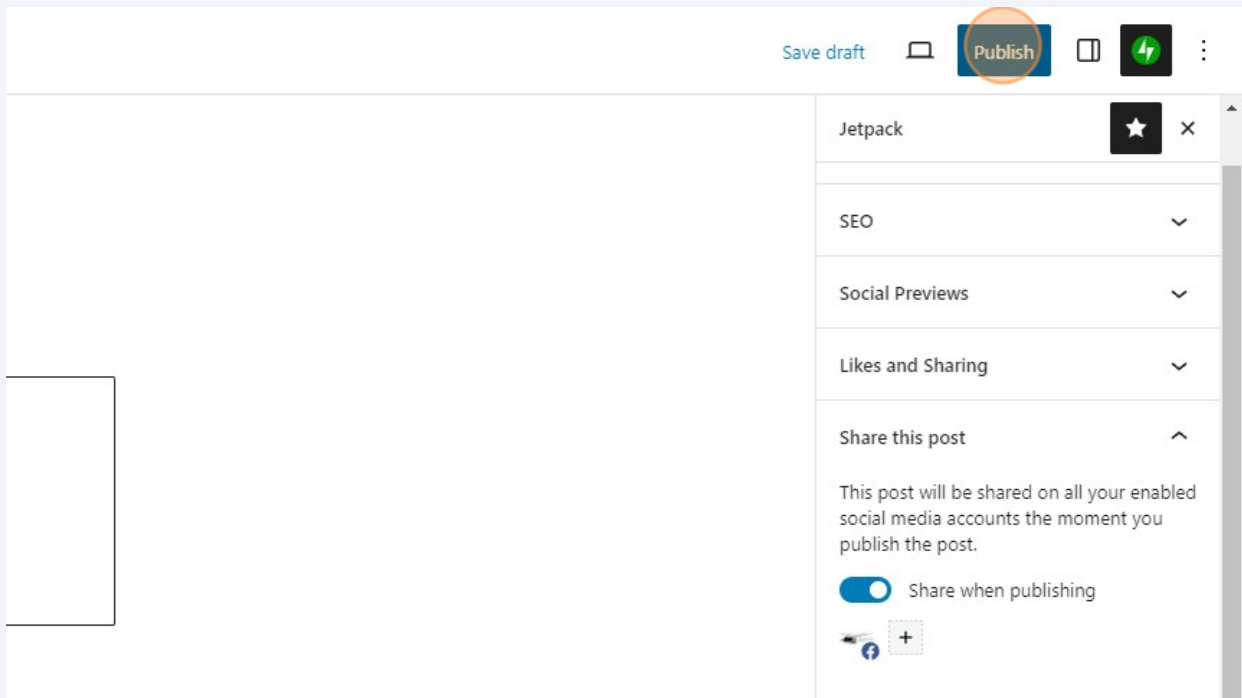 Save draft
Publish
Jetpack
SEO
Social Previews
Likes and Sharing
Share this post
This post will be shared on all your enabled
social media accounts the moment you
publish the post.
Share when publishing